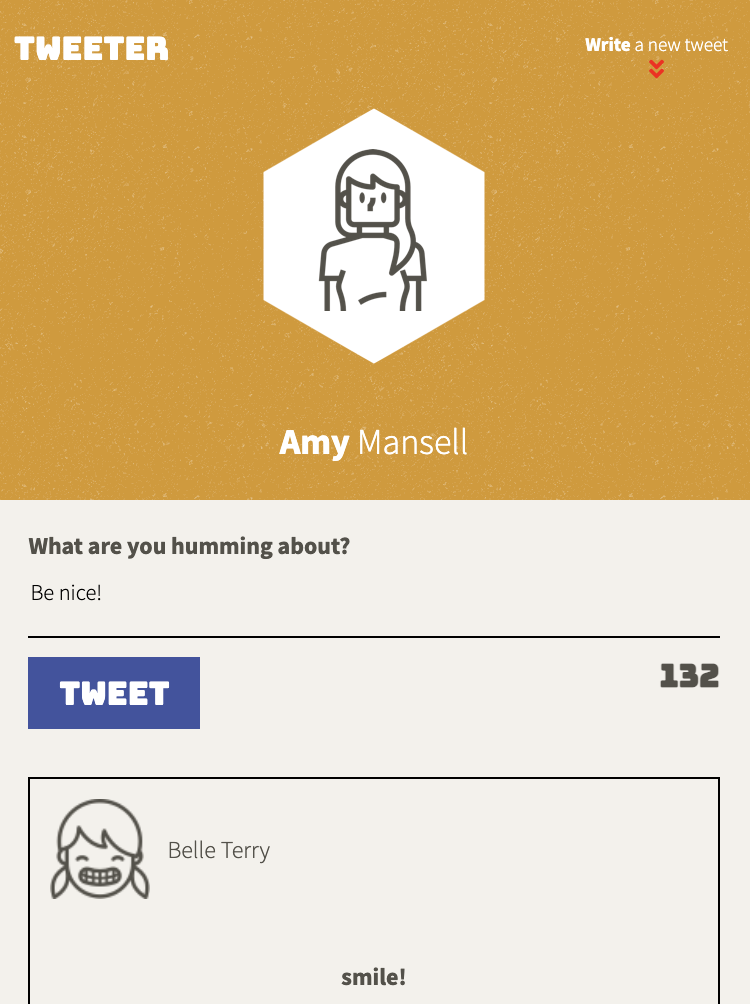 TWEETER
Write a new tweet
Amy Mansell
What are you humming about?
Be nice!
TWEET
132
Belle Terry
smile!